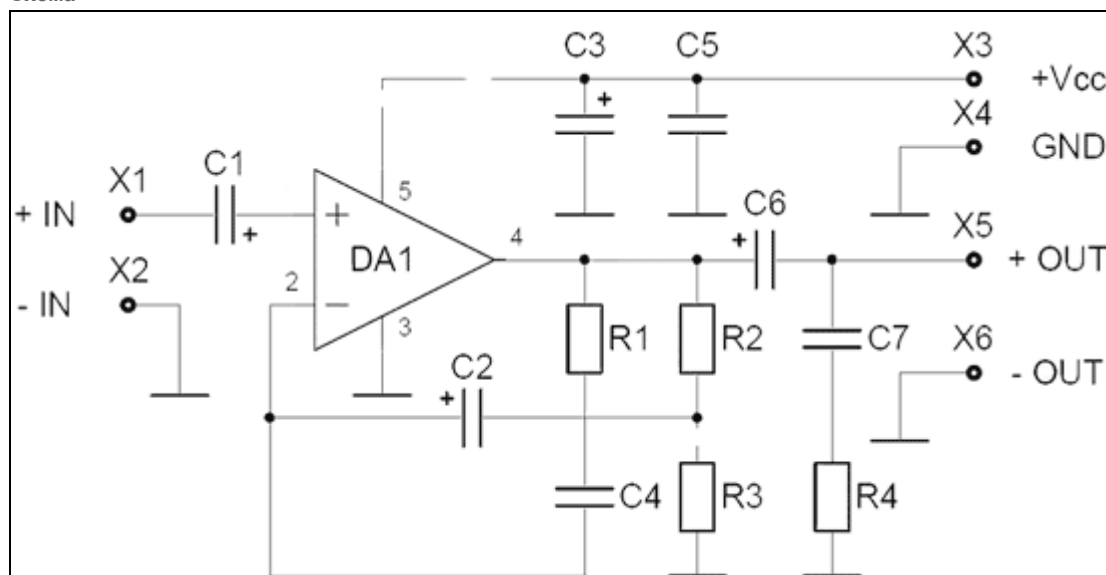 C3 C5 X3
+ +Vcc
X4
C1 5 GND
X1 C6
+ IN + + X5
4 +
DA1 + OUT
X2 2
- IN − R1 R2 C7 X6
3
C2 - OUT
+
C4 R3 R4